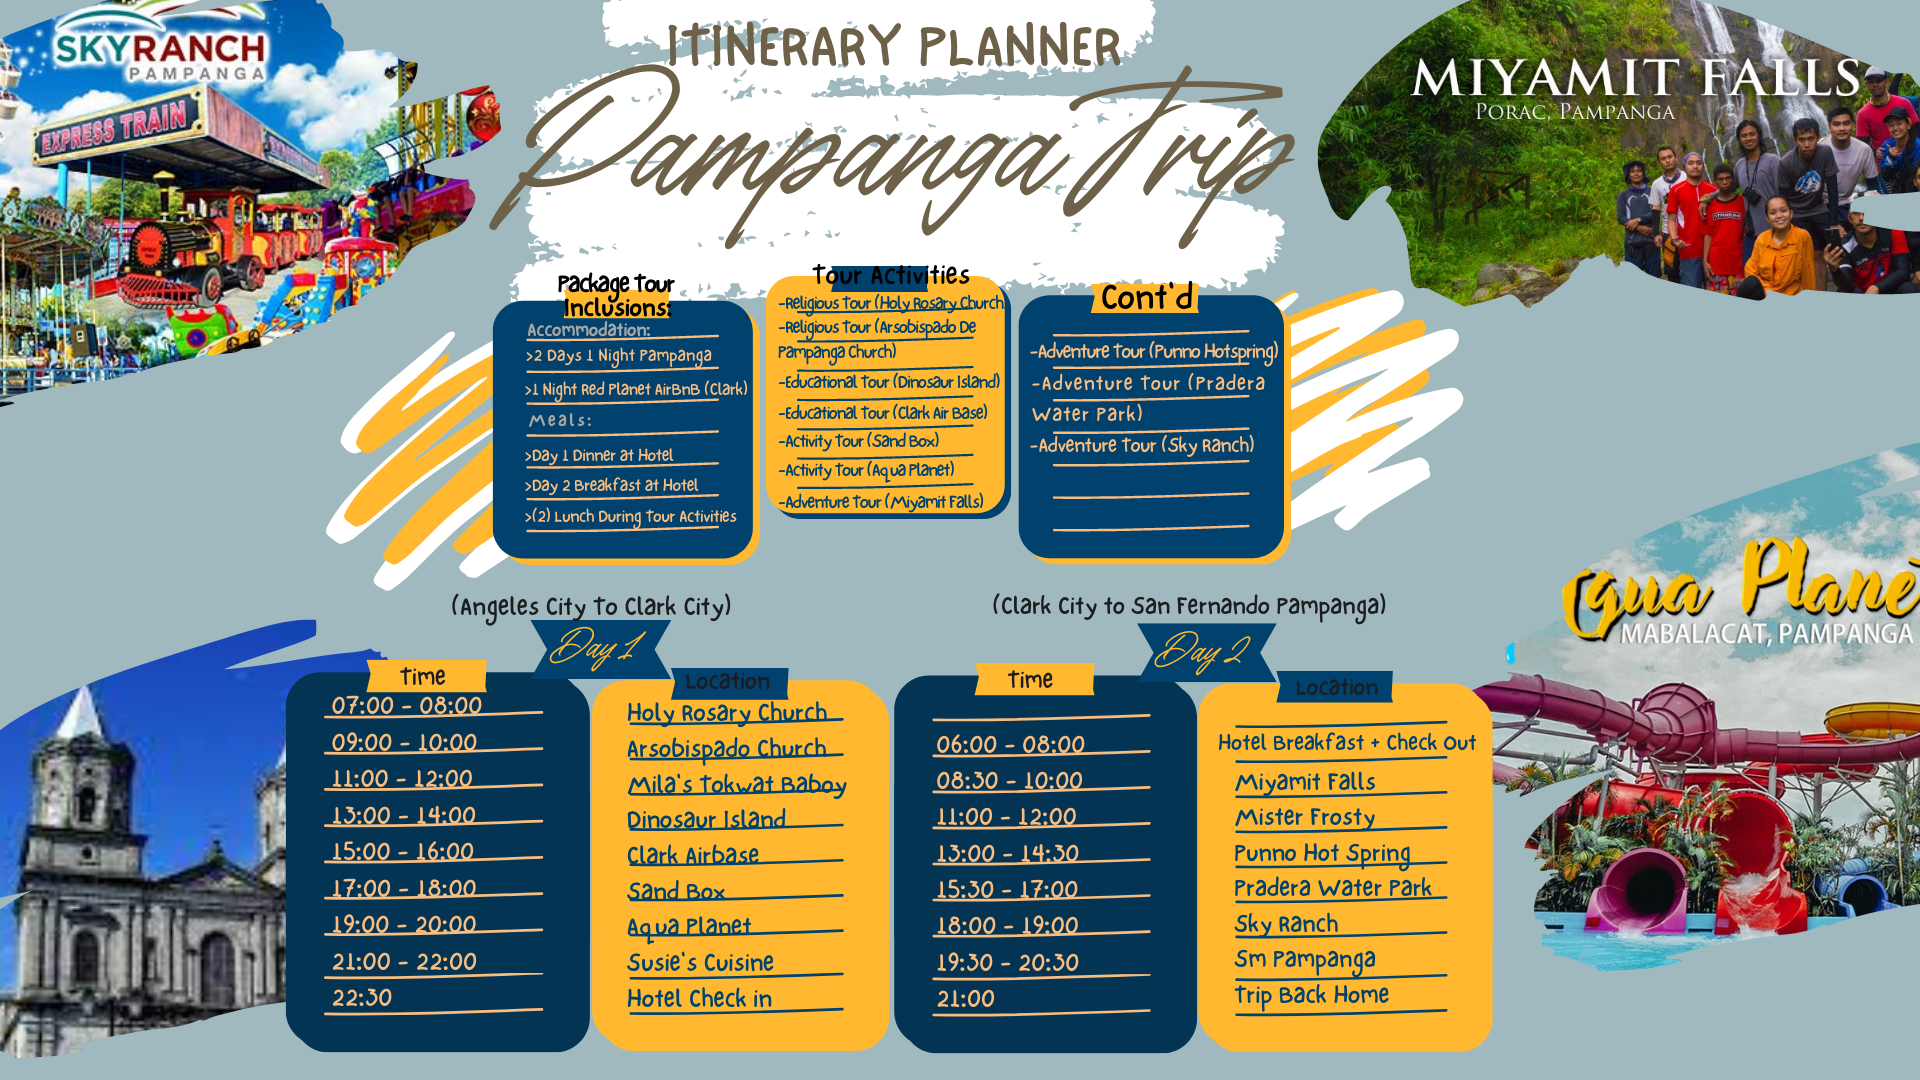 SKYRANCH
PAMPANGA
EXPRESS TRAIN
ITINERARY PLANNER
Pampanga Trip
MIYAMIT FALLS
PORAC, PAMPANGA
Package Tour
Inclusions:
Accommodation:
>2 Days 1 Night Pampanga
>1 Night Red Planet AirBnB (Clark)
Meals:
>Day 1 Dinner at Hotel
>Day 2 Breakfast at Hotel
>(2) Lunch During Tour Activities
Tour Activities
-Religious Tour (Holy Rosary Church
-Religious Tour (Arsobispado De
Pampanga Church)
-Educational Tour (Dinosaur Island)
-Educational Tour (Clark Air Base)
-Activity Tour (Sand Box)
-Activity Tour (Aqua Planet)
-Adventure Tour (Miyamit Falls)
Cont'd
-Adventure Tour (Punno Hotspring)
-Adventure Tour (Pradera
Water Park)
-Adventure Tour (Sky Ranch)
Aqua Plane
MABALACAT, PAMPANGA
(Angeles City To Clark City)
Day 1
Time
Location
07:00 - 08:00 Holy Rosary Church
09:00 - 10:00 Arsobispado Church
11:00 - 12:00 Mila's Tokwat Baboy
13:00 - 14:00 Dinosaur Island
15:00 - 16:00 Clark Airbase
17:00 - 18:00 Sand Box
19:00 - 20:00 Aqua Planet
21:00 - 22:00 Susie's Cuisine
22:30 Hotel Check in
(Clark City to San Fernando Pampanga)
Day 2
Time
Location
06:00 - 08:00 Hotel Breakfast + Check Out
08:30 - 10:00 Miyamit Falls
11:00 - 12:00 Mister Frosty
13:00 - 14:30 Punno Hot Spring
15:30 - 17:00 Pradera Water Park
18:00 - 19:00 Sky Ranch
19:30 - 20:30 Sm Pampanga
21:00 Trip Back Home